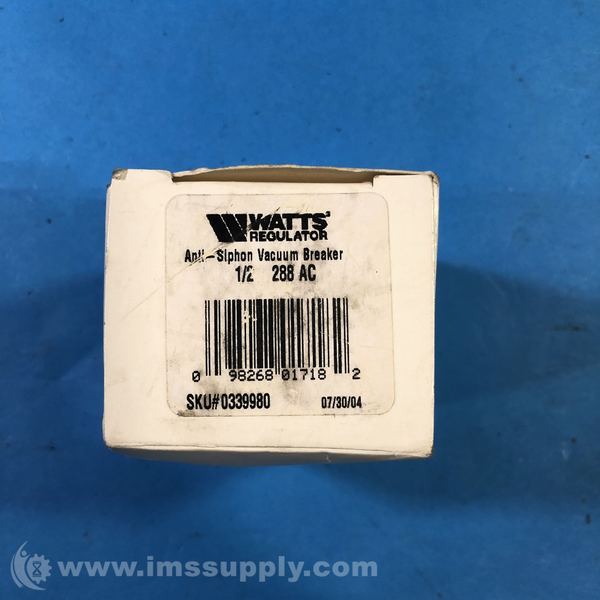 WATTS
REGULATOR
Anti-Siphon Vacuum Breaker
1/2 288 AC
0 98268 01718 2
SKU#0339980 07/30/04
www.imssupply.com